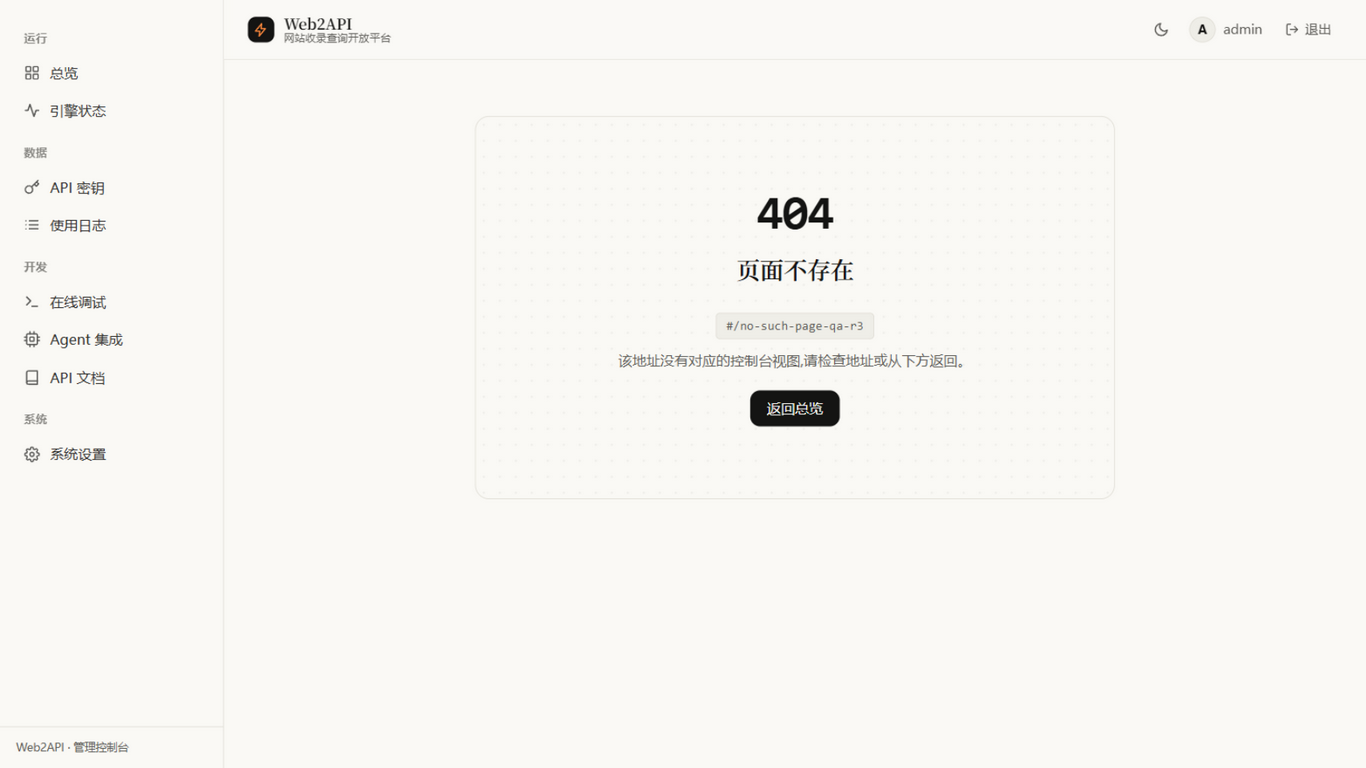 运行
总览
引擎状态
数据
API 密钥
使用日志
开发
在线调试
Agent 集成
API 文档
系统
系统设置
Web2API · 管理控制台
Web2API
网站收录查询开放平台
A admin 退出
404
页面不存在
#/no-such-page-qa-r3
该地址没有对应的控制台视图,请检查地址或从下方返回。
返回总览